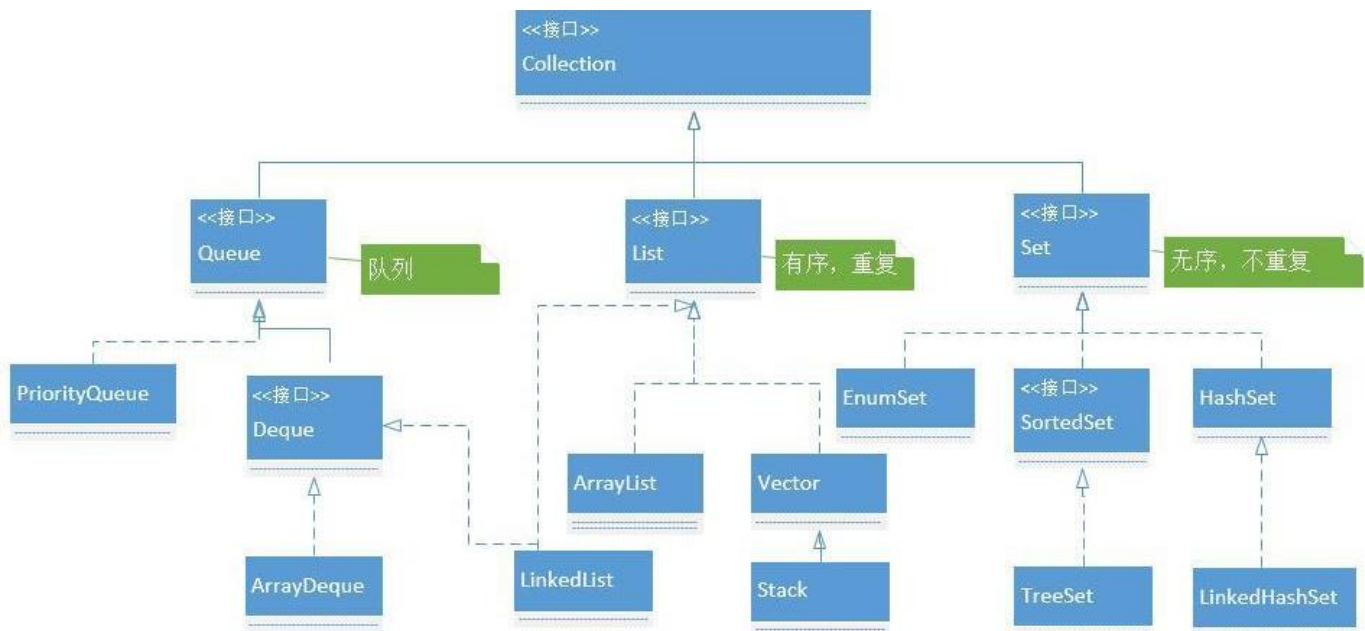 <<接口>>
Collection
<<接口>>
Queue
队列
<<接口>>
List
有序，重复
<<接口>>
Set
无序，不重复
PriorityQueue
<<接口>>
Deque
EnumSet
<<接口>>
SortedSet
HashSet
ArrayList
Vector
ArrayDeque
LinkedList
Stack
TreeSet
LinkedHashSet